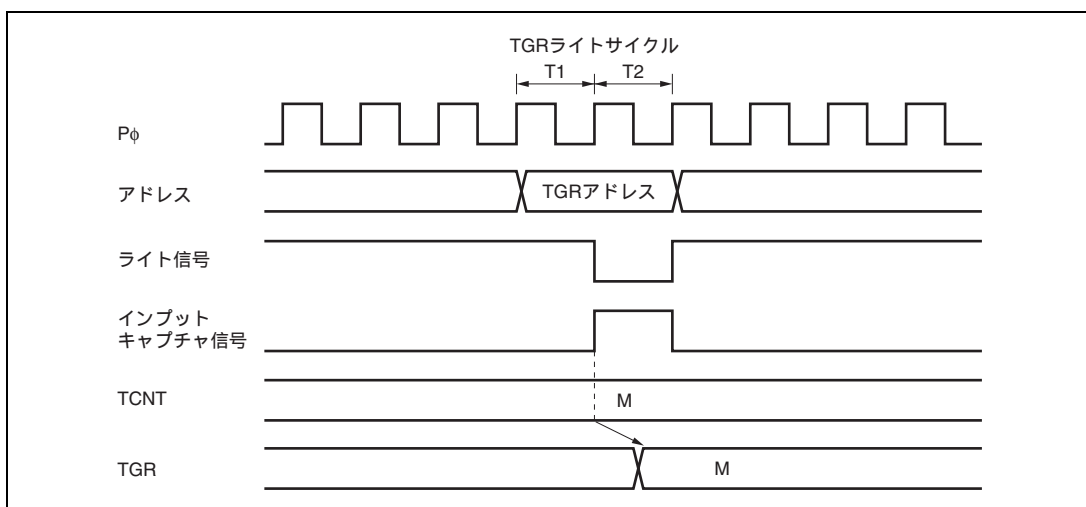 TGRライトサイクル
T1 T2
Pφ
アドレス TGRアドレス
ライト信号
インプット
キャプチャ信号
TCNT M
TGR M